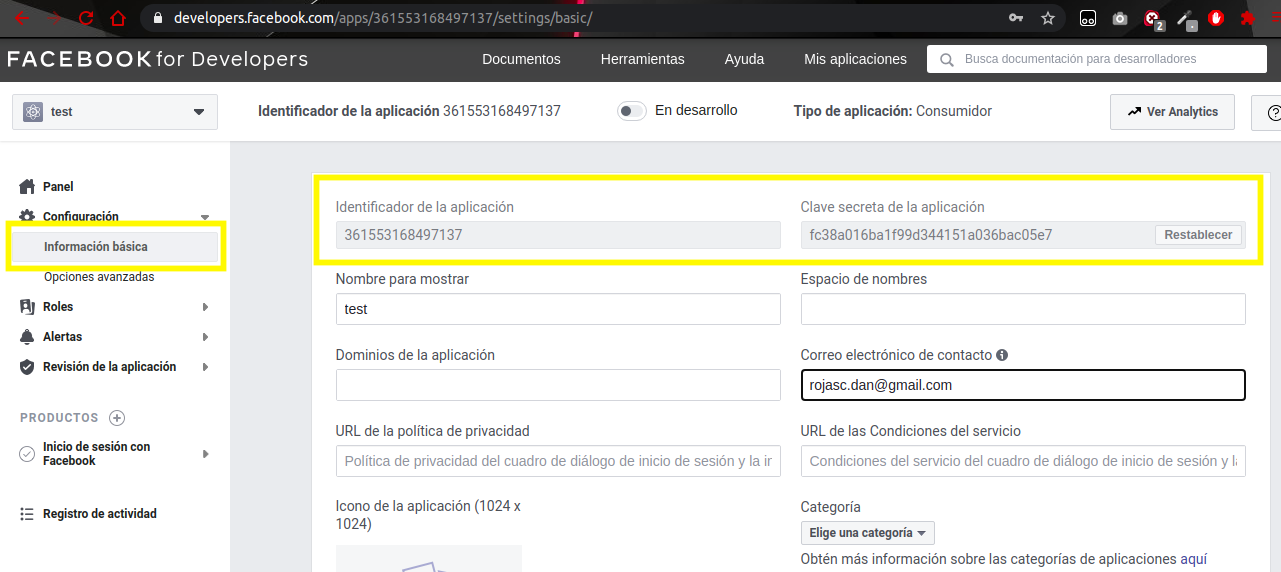 developers.facebook.com/apps/361553168497137/settings/basic/
2
FACEBOOK for Developers
Documentos Herramientas Ayuda Mis aplicaciones Busca documentación para desarrolladores
test
Identificador de la aplicación 361553168497137 En desarrollo Tipo de aplicación: Consumidor Ver Analytics
Panel
Configuración
Información básica
Opciones avanzadas
Roles
Alertas
Revisión de la aplicación
PRODUCTOS
Inicio de sesión con
Facebook
Registro de actividad
Identificador de la aplicación
361553168497137
Clave secreta de la aplicación
fc38a016ba1f99d344151a036bac05e7 Restablecer
Nombre para mostrar
test
Espacio de nombres
Dominios de la aplicación
Correo electrónico de contacto
rojasc.dan@gmail.com
URL de la política de privacidad
Política de privacidad del cuadro de diálogo de inicio de sesión y la ir
URL de las Condiciones del servicio
Condiciones del servicio del cuadro de diálogo de inicio de sesión y la
Icono de la aplicación (1024 x
1024)
Categoría
Elige una categoría
Obtén más información sobre las categorías de aplicaciones aquí